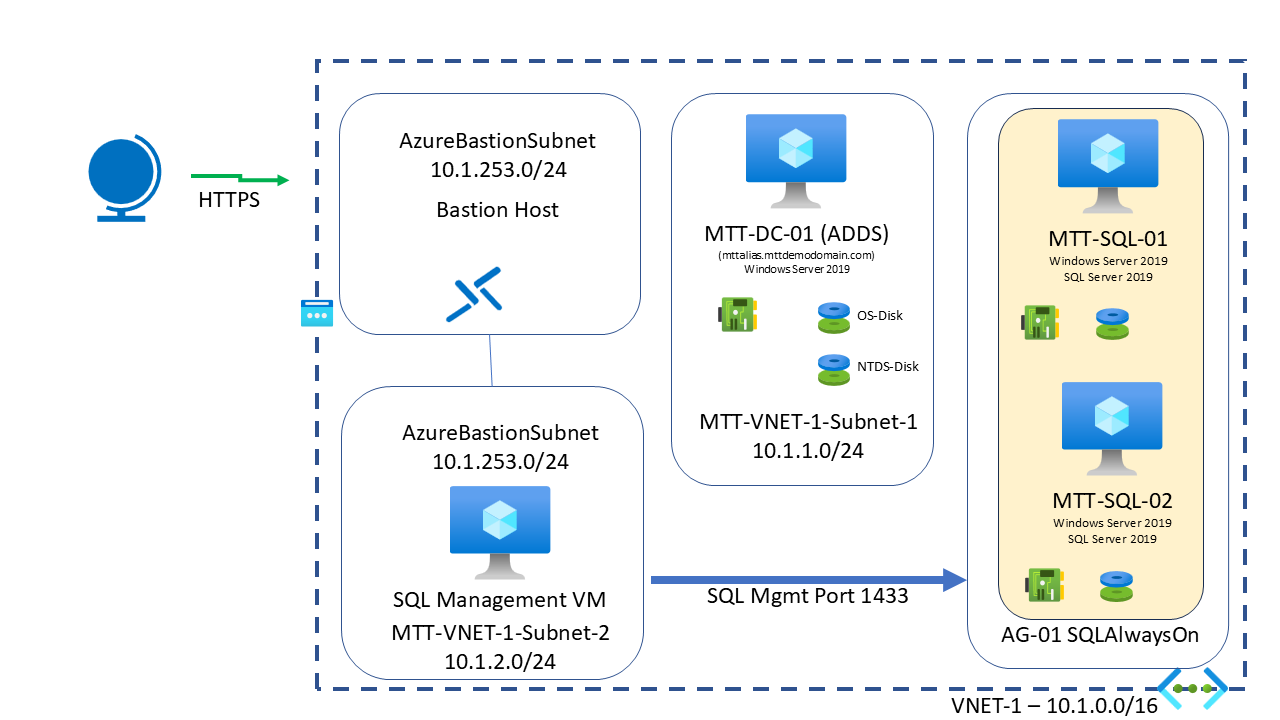 HTTPS
AzureBastionSubnet
10.1.253.0/24
Bastion Host
AzureBastionSubnet
10.1.253.0/24
SQL Management VM
MTT-VNET-1-Subnet-2
10.1.2.0/24
MTT-DC-01 (ADDS)
(mttalias.mttdemodomain.com)
Windows Server 2019
OS-Disk
NTDS-Disk
MTT-VNET-1-Subnet-1
10.1.1.0/24
SQL Mgmt Port 1433
MTT-SQL-01
Windows Server 2019
SQL Server 2019
MTT-SQL-02
Windows Server 2019
SQL Server 2019
AG-01 SQLAlwaysOn
VNET-1 – 10.1.0.0/16